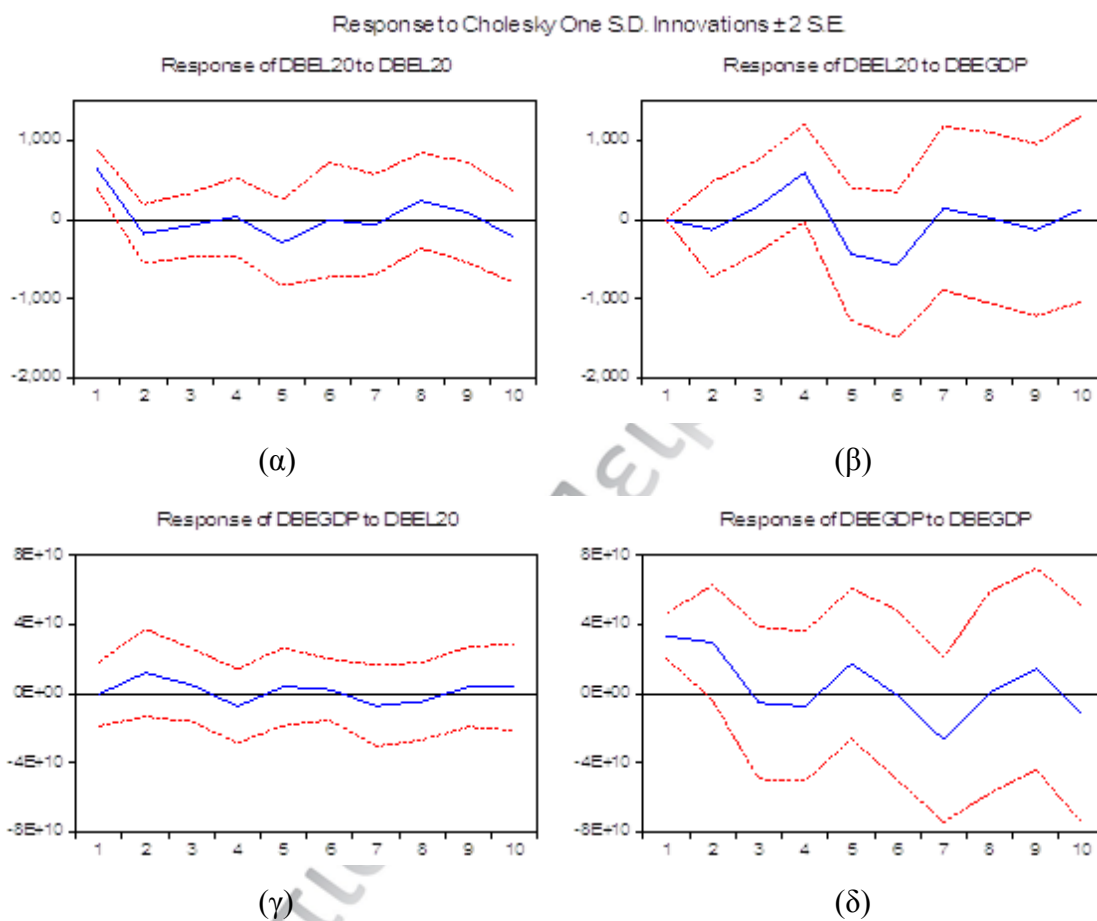 Response to Cholesky One S.D. Innovations ± 2 S.E.
Response of DBEL20 to DBEL20
1,000
0
-1,000
-2,000
1 2 3 4 5 6 7 8 9 10
(α)
Response of DBEL20 to DBEGDP
1,000
0
-1,000
-2,000
1 2 3 4 5 6 7 8 9 10
(β)
Response of DBEGDP to DBEL20
8E+10
4E+10
0E+00
-4E+10
-8E+10
1 2 3 4 5 6 7 8 9 10
(γ)
Response of DBEGDP to DBEGDP
8E+10
4E+10
0E+00
-4E+10
-8E+10
1 2 3 4 5 6 7 8 9 10
(δ)